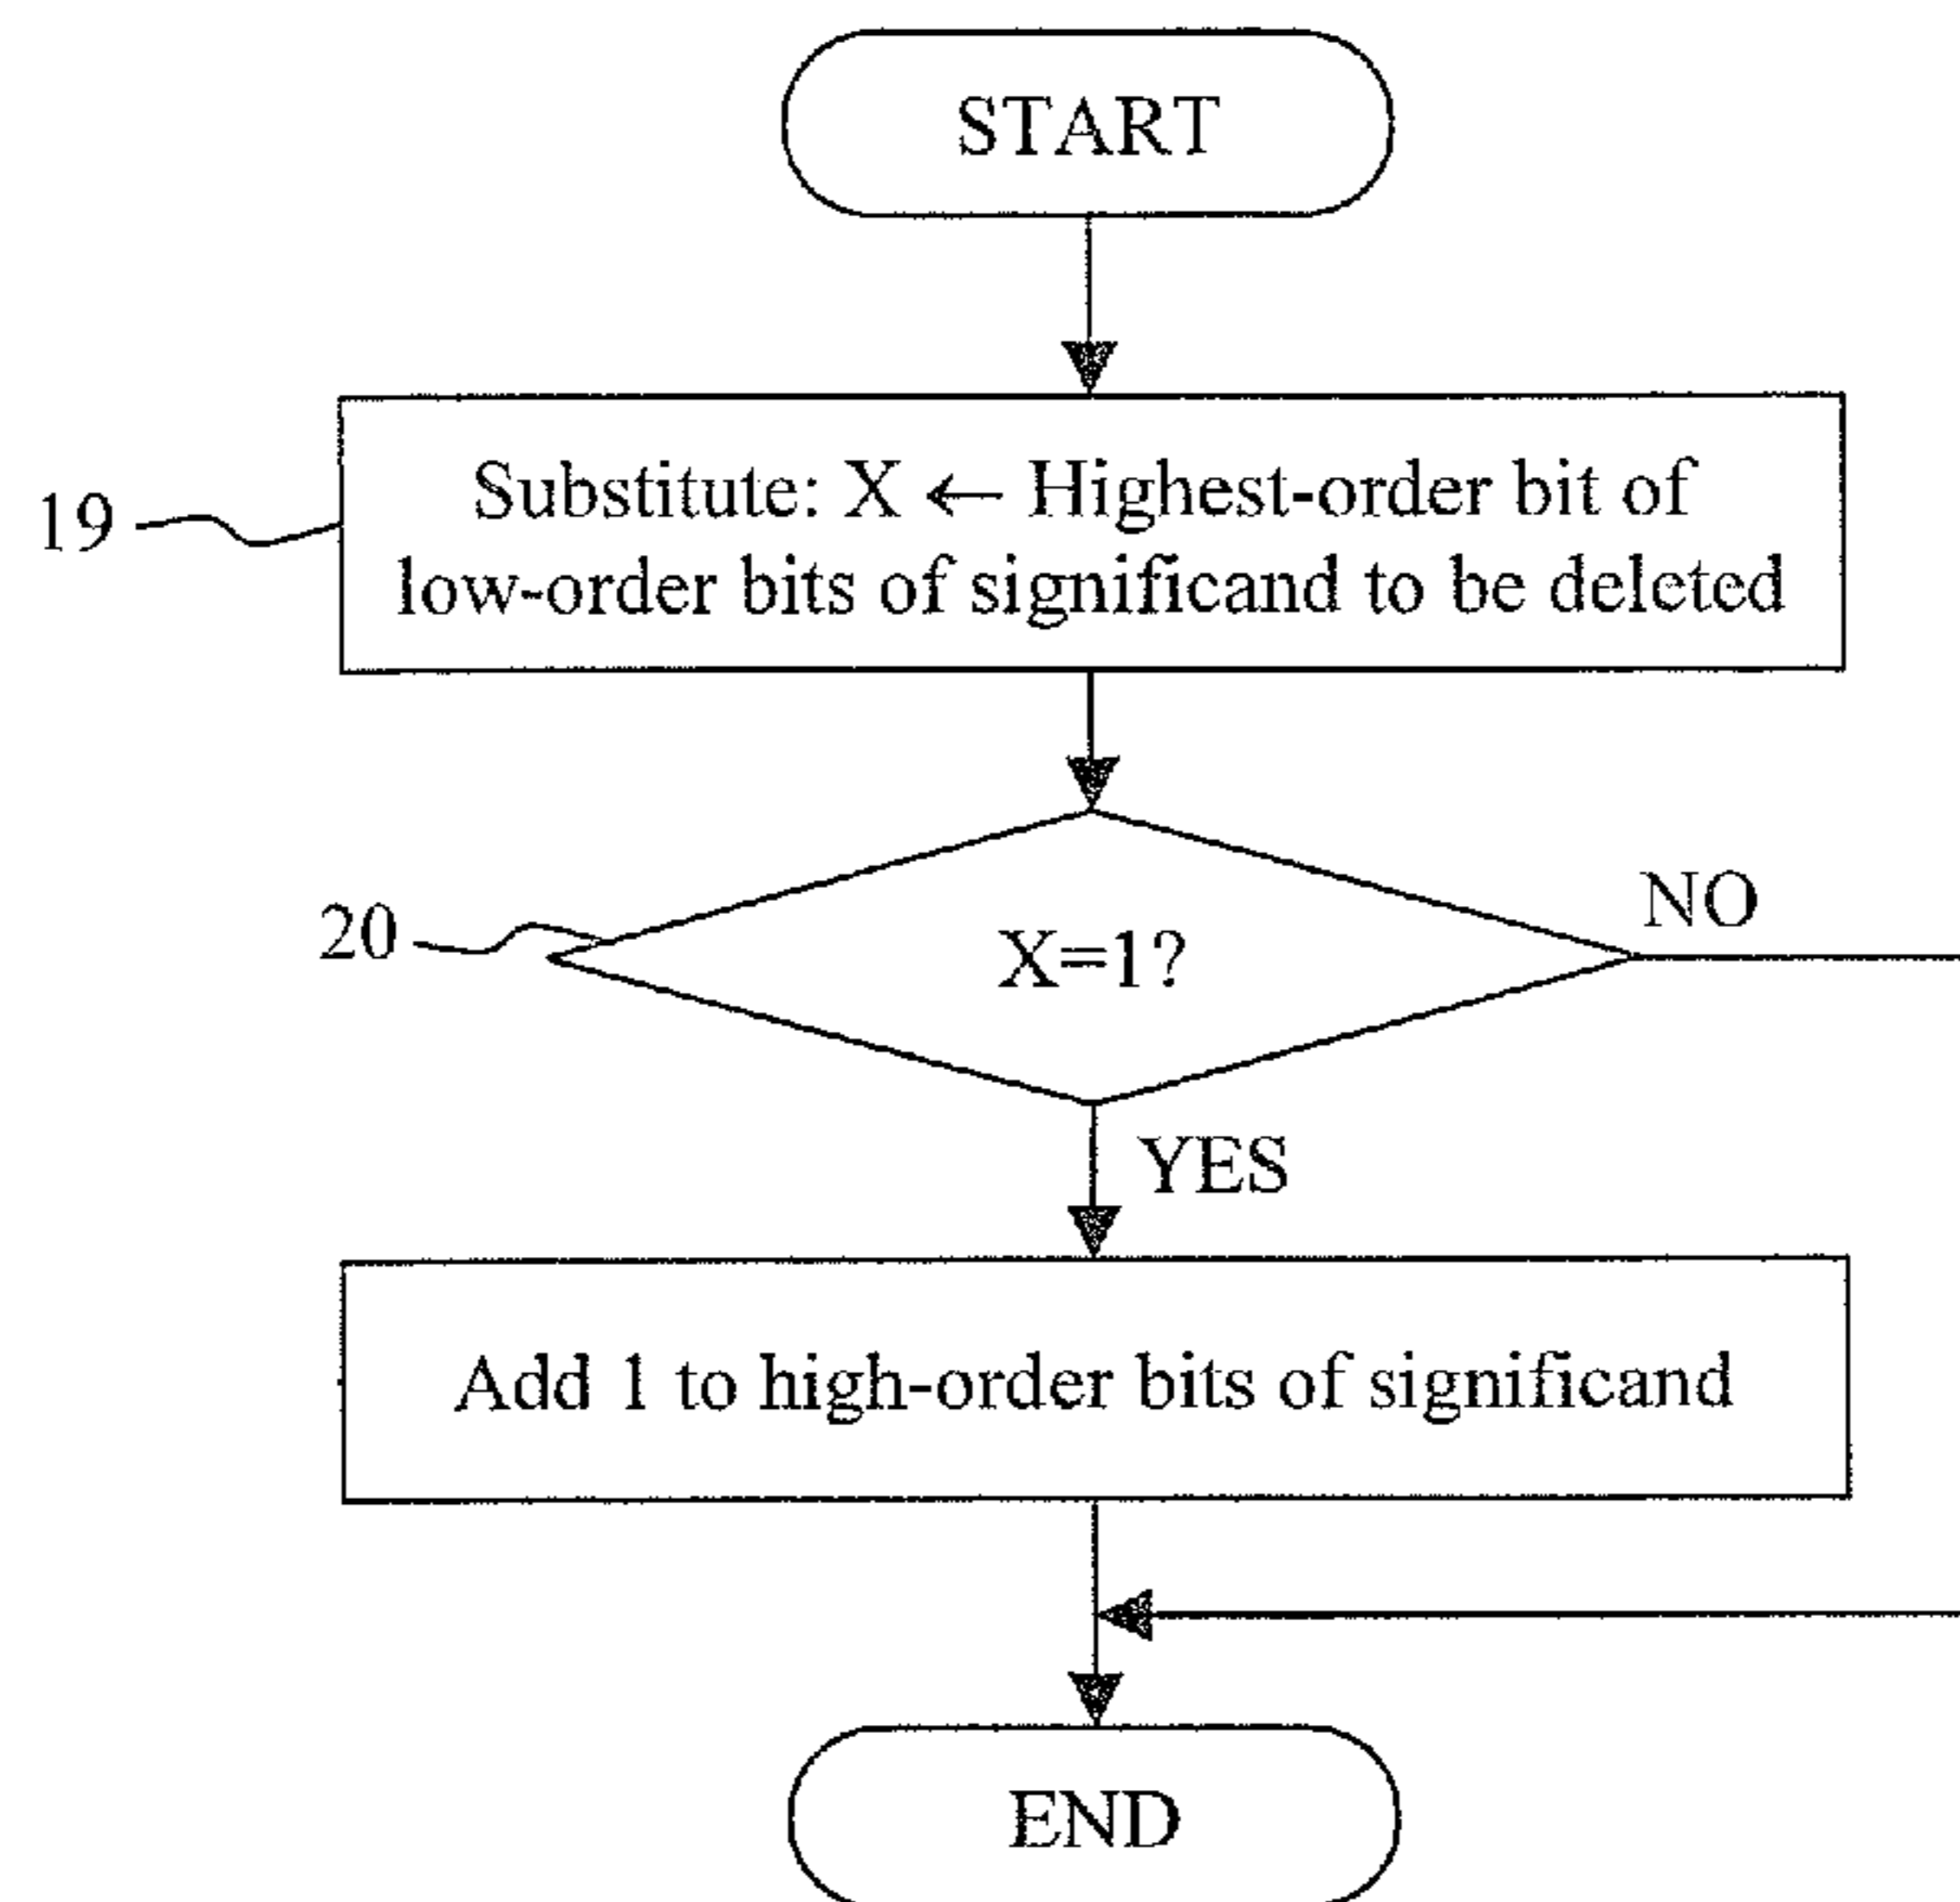 START
19
Substitute: X ← Highest-order bit of
low-order bits of significand to be deleted
20
X=1?
NO
YES
Add 1 to high-order bits of significand
END